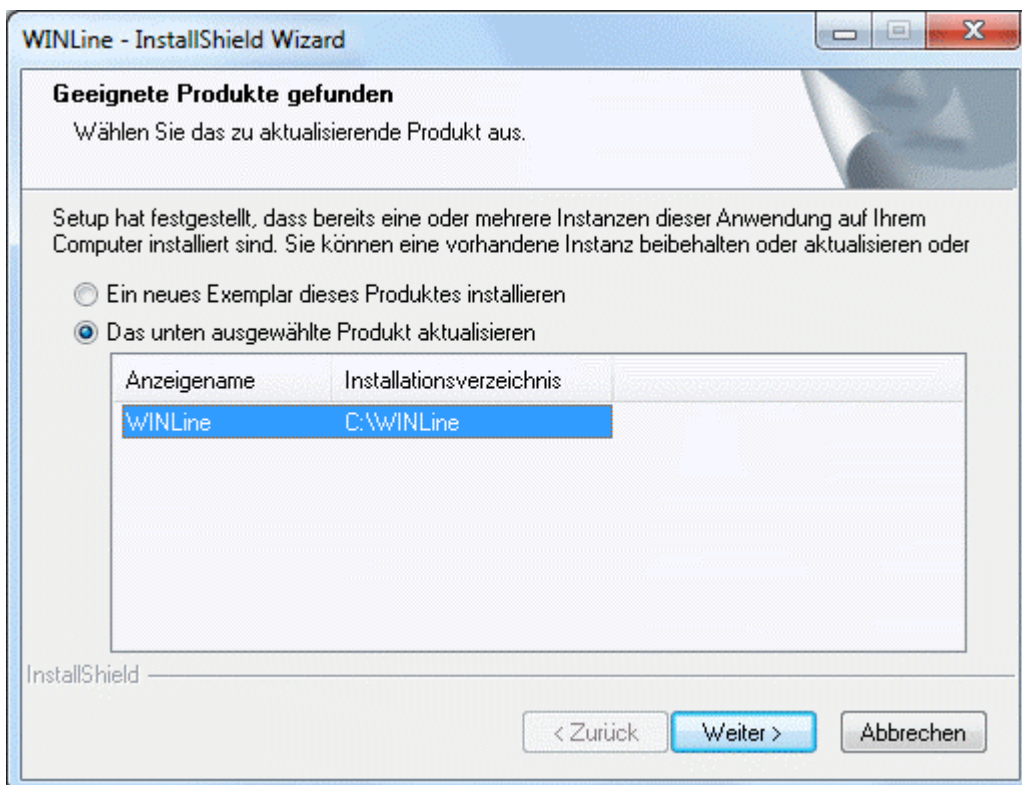 WINLine - InstallShield Wizard
Geeignete Produkte gefunden
Wählen Sie das zu aktualisierende Produkt aus.
Setup hat festgestellt, dass bereits eine oder mehrere Instanzen dieser Anwendung auf Ihrem
Computer installiert sind. Sie können eine vorhandene Instanz beibehalten oder aktualisieren oder
Ein neues Exemplar dieses Produktes installieren
Das unten ausgewählte Produkt aktualisieren
Anzeigename Installationsverzeichnis
WINLine C:\WINLine
InstallShield
< Zurück Weiter > Abbrechen